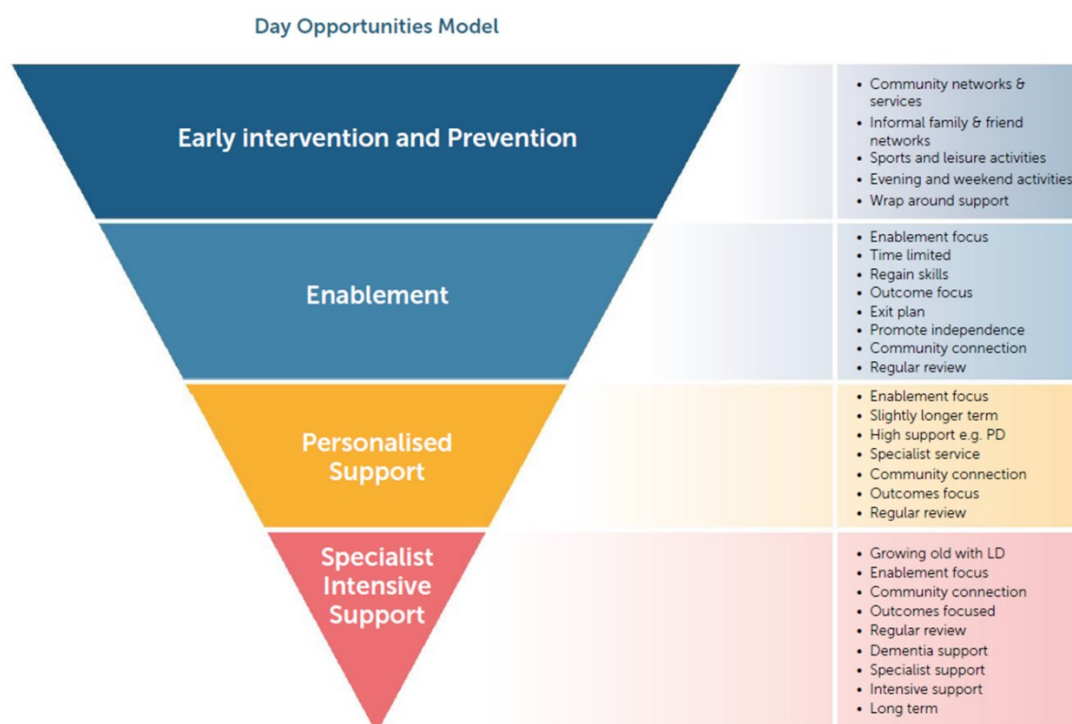 Day Opportunities Model
Early intervention and Prevention
• Community networks &
services
• Informal family & friend
networks
• Sports and leisure activities
• Evening and weekend activities
• Wrap around support
Enablement
• Enablement focus
• Time limited
• Regain skills
• Outcome focus
• Exit plan
• Promote independence
• Community connection
• Regular review
Personalised
Support
• Enablement focus
• Slightly longer term
• High support e.g. PD
• Specialist service
• Community connection
• Outcomes focus
• Regular review
Specialist
Intensive
Support
• Growing old with LD
• Enablement focus
• Community connection
• Outcomes focused
• Regular review
• Dementia support
• Specialist support
• Intensive support
• Long term